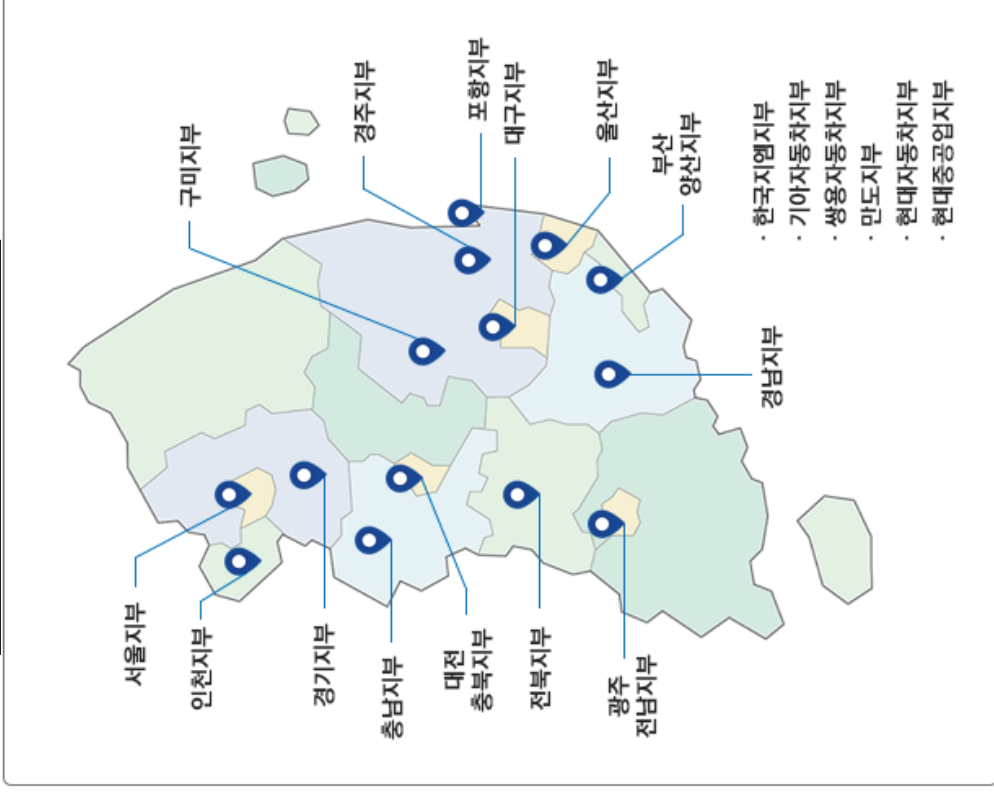 서울지부
인천지부
경기지부
충남지부
대전
충북지부
전북지부
광주
전남지부
구미지부
경주지부
포항지부
대구지부
울산지부
부산
양산지부
경남지부
· 한국지엠지부
· 기아자동차지부
· 쌍용자동차지부
· 만도지부
· 현대자동차지부
· 현대중공업지부